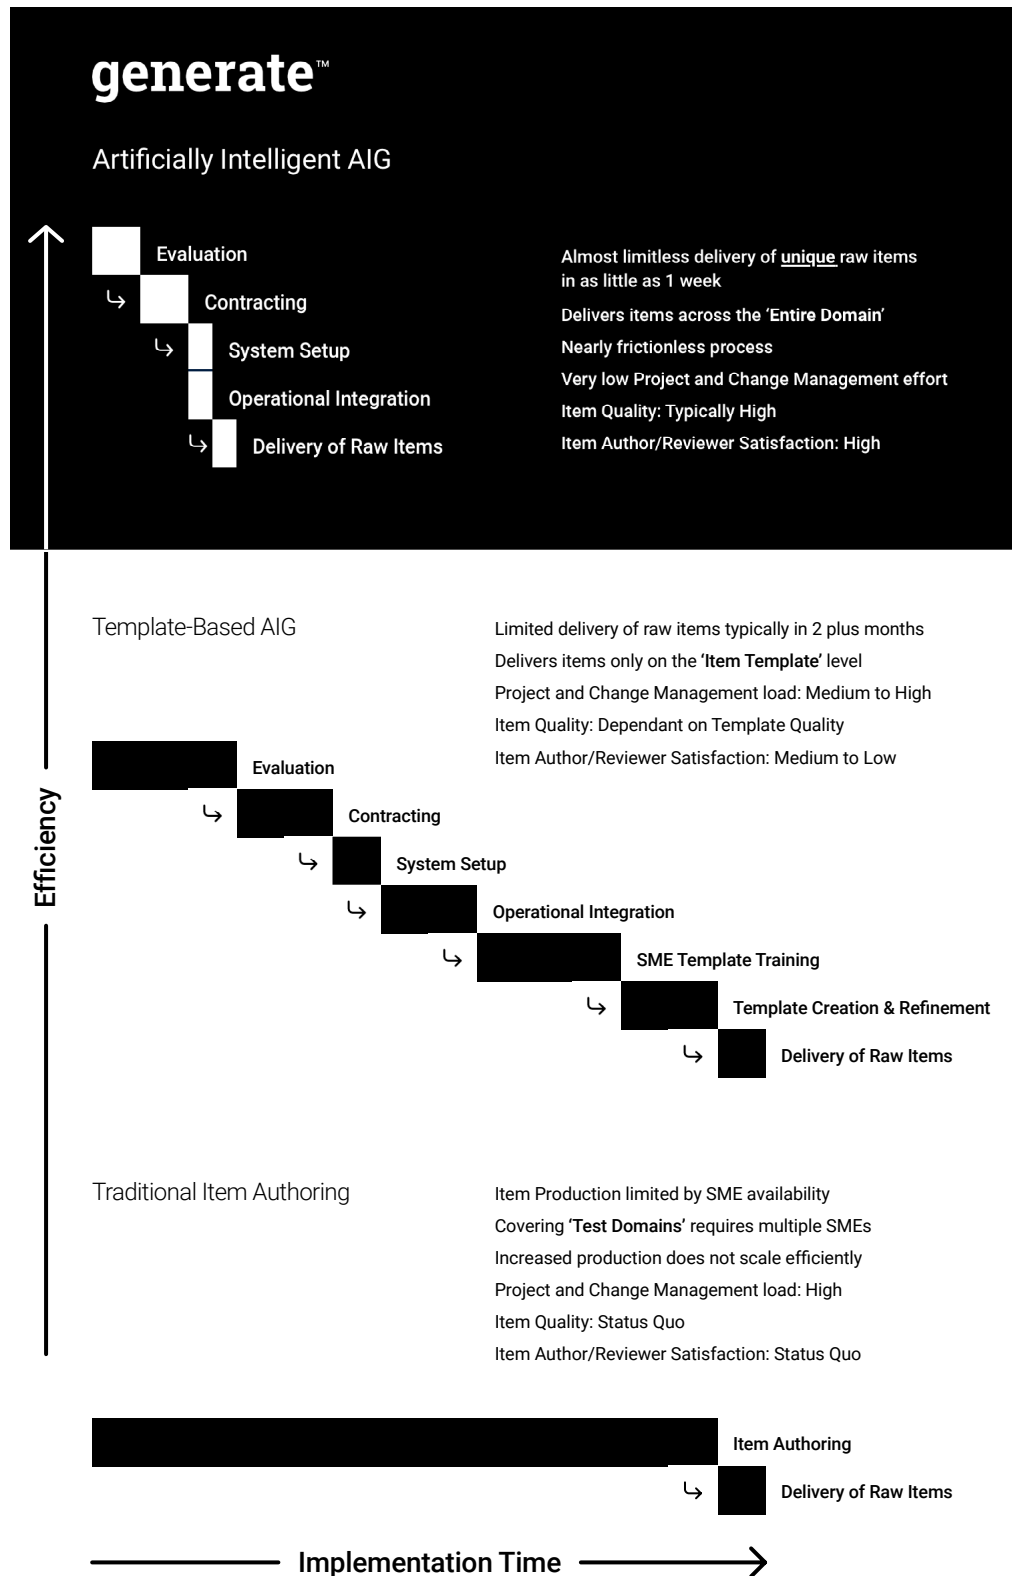 generate™
Artificially Intelligent AIG
Evaluation
Contracting
System Setup
Operational Integration
Delivery of Raw Items
Almost limitless delivery of unique raw items
in as little as 1 week
Delivers items across the ‘Entire Domain’
Nearly frictionless process
Very low Project and Change Management effort
Item Quality: Typically High
Item Author/Reviewer Satisfaction: High
Efficiency
Template-Based AIG
Limited delivery of raw items typically in 2 plus months
Delivers items only on the ‘Item Template’ level
Project and Change Management load: Medium to High
Item Quality: Dependant on Template Quality
Item Author/Reviewer Satisfaction: Medium to Low
Evaluation
Contracting
System Setup
Operational Integration
SME Template Training
Template Creation & Refinement
Delivery of Raw Items
Traditional Item Authoring
Item Production limited by SME availability
Covering ‘Test Domains’ requires multiple SMEs
Increased production does not scale efficiently
Project and Change Management load: High
Item Quality: Status Quo
Item Author/Reviewer Satisfaction: Status Quo
Item Authoring
Delivery of Raw Items
Implementation Time